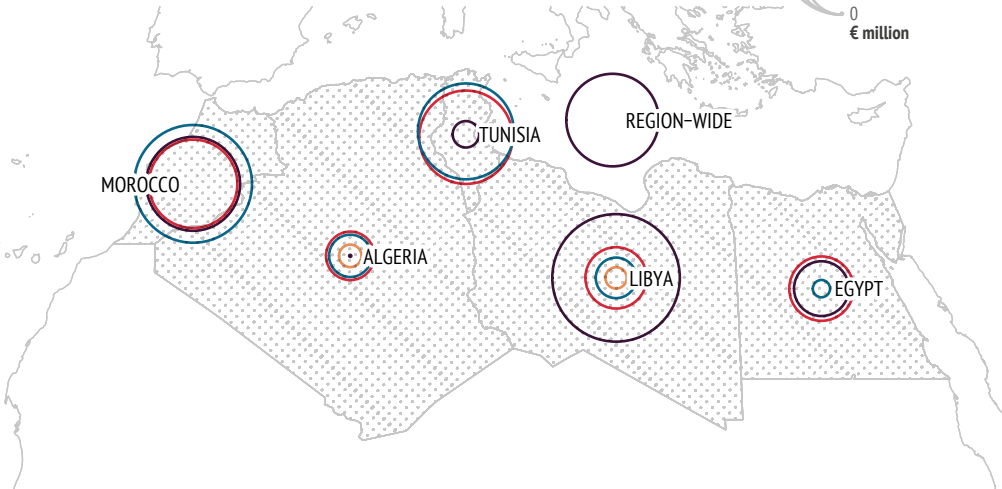 0
€ million
TUNISIA
REGION–WIDE
MOROCCO
ALGERIA
LIBYA
EGYPT